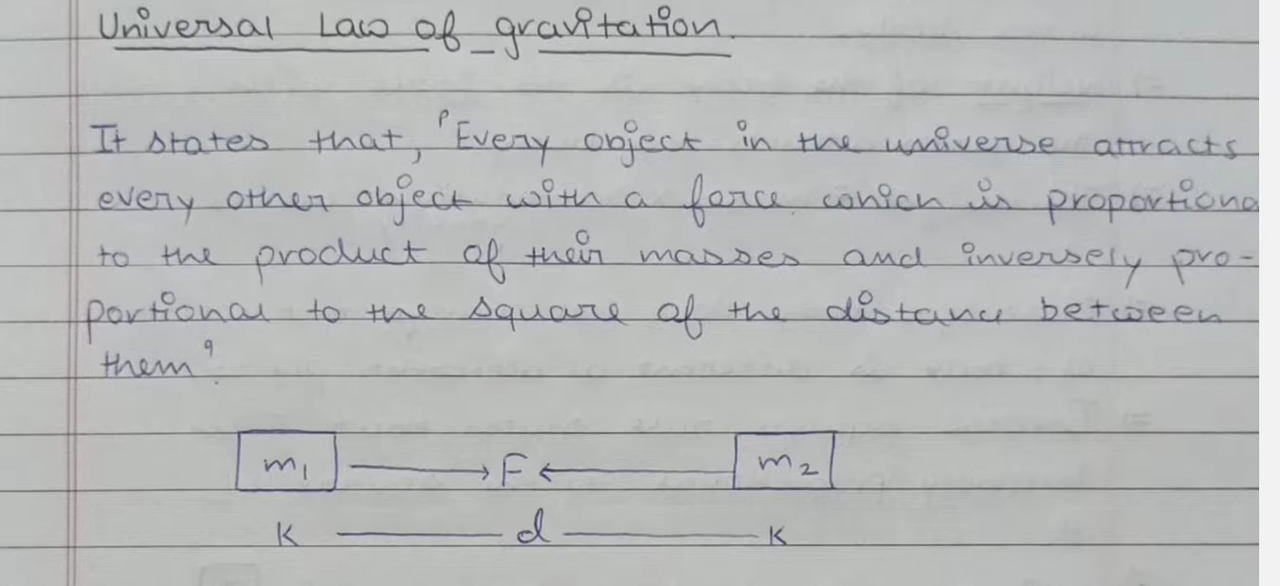 Universal Law of gravitation.
It states that, 'Every object in the universe attracts
every other object with a force which is proportiona
to the product of their masses and inversely pro-
portional to the square of the distance between
them'.
m₁ → F ← m₂
K — d — K